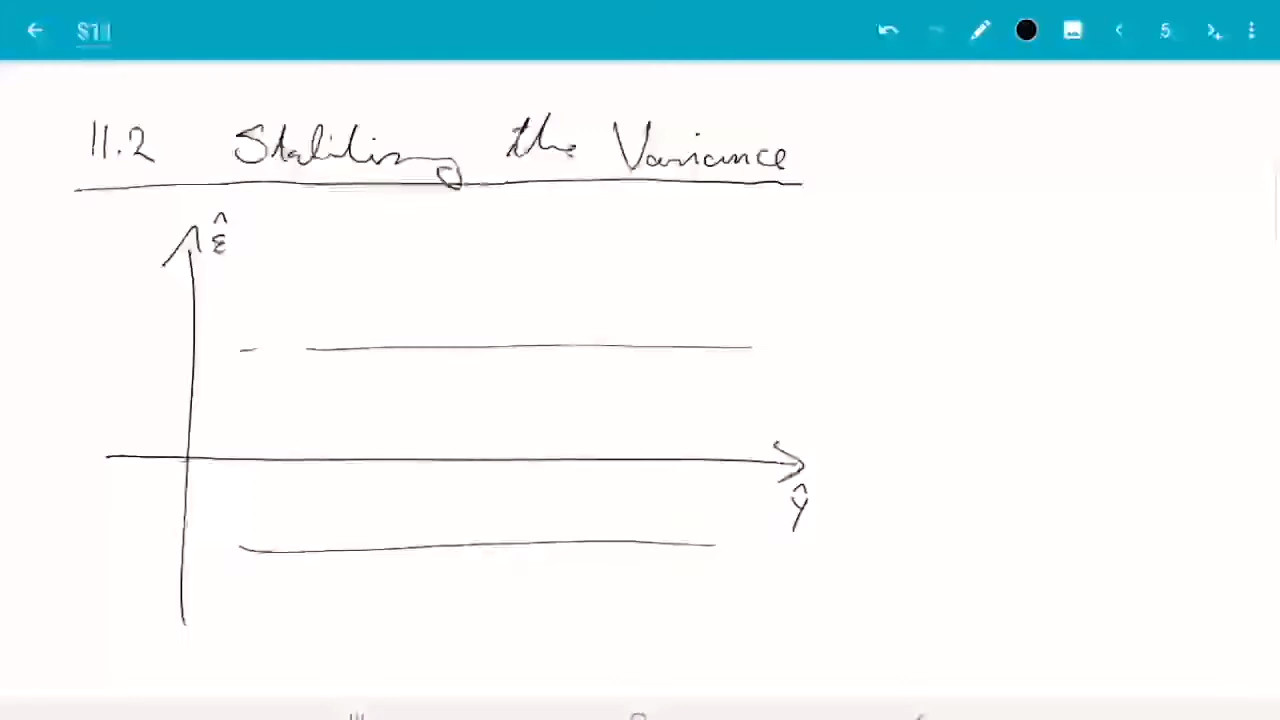 S11
5
11.2 Stabilising the Variance
ε̂
ŷ